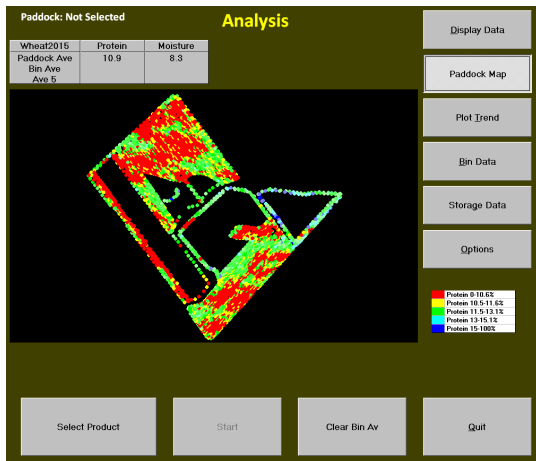 Paddock: Not Selected
Analysis
Wheat2015 Protein Moisture
Paddock Ave 10.9 8.3
Bin Ave
Ave 5
Display Data
Paddock Map
Plot Trend
Bin Data
Storage Data
Options
Protein 0-10.6%
Protein 10.5-11.6%
Protein 11.5-13.1%
Protein 13-15.1%
Protein 15-100%
Select Product
Start
Clear Bin Av
Quit